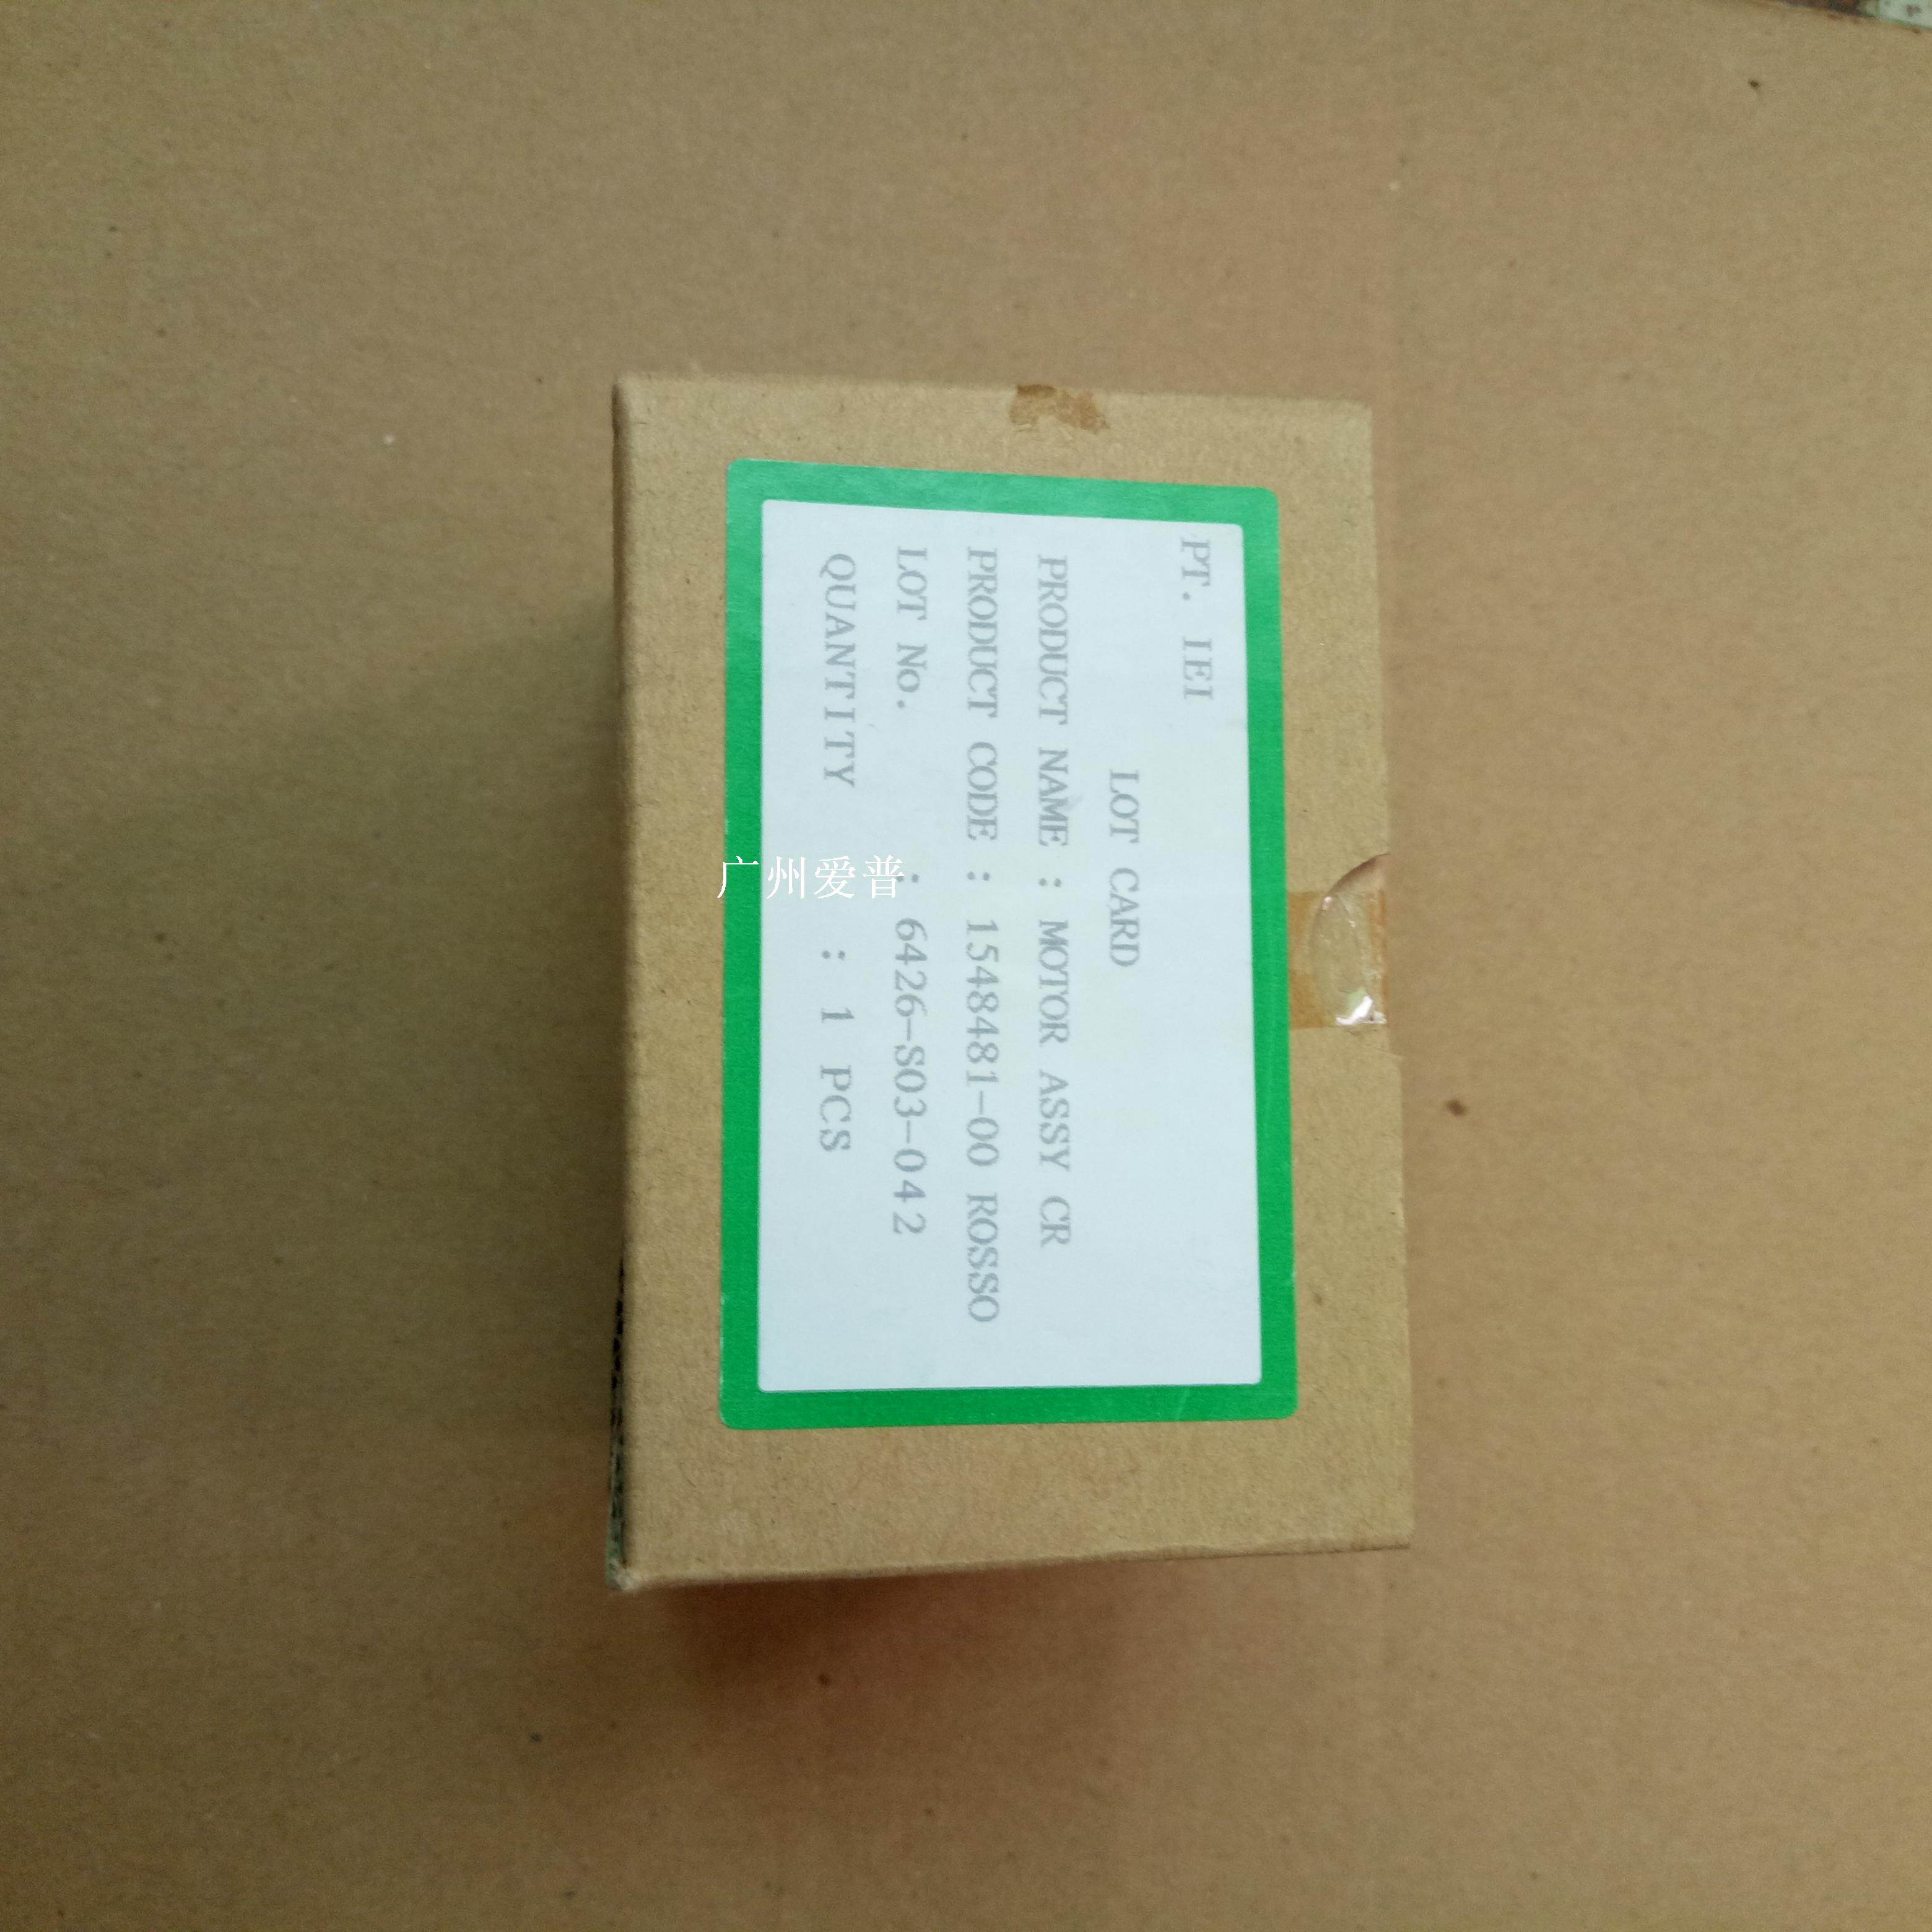 PT. IEI
LOT CARD
PRODUCT NAME : MOTOR ASSY CR
PRODUCT CODE : 1548481-00 ROSSO
LOT No. : 6426-S03-042
QUANTITY : 1 PCS
广州爱普